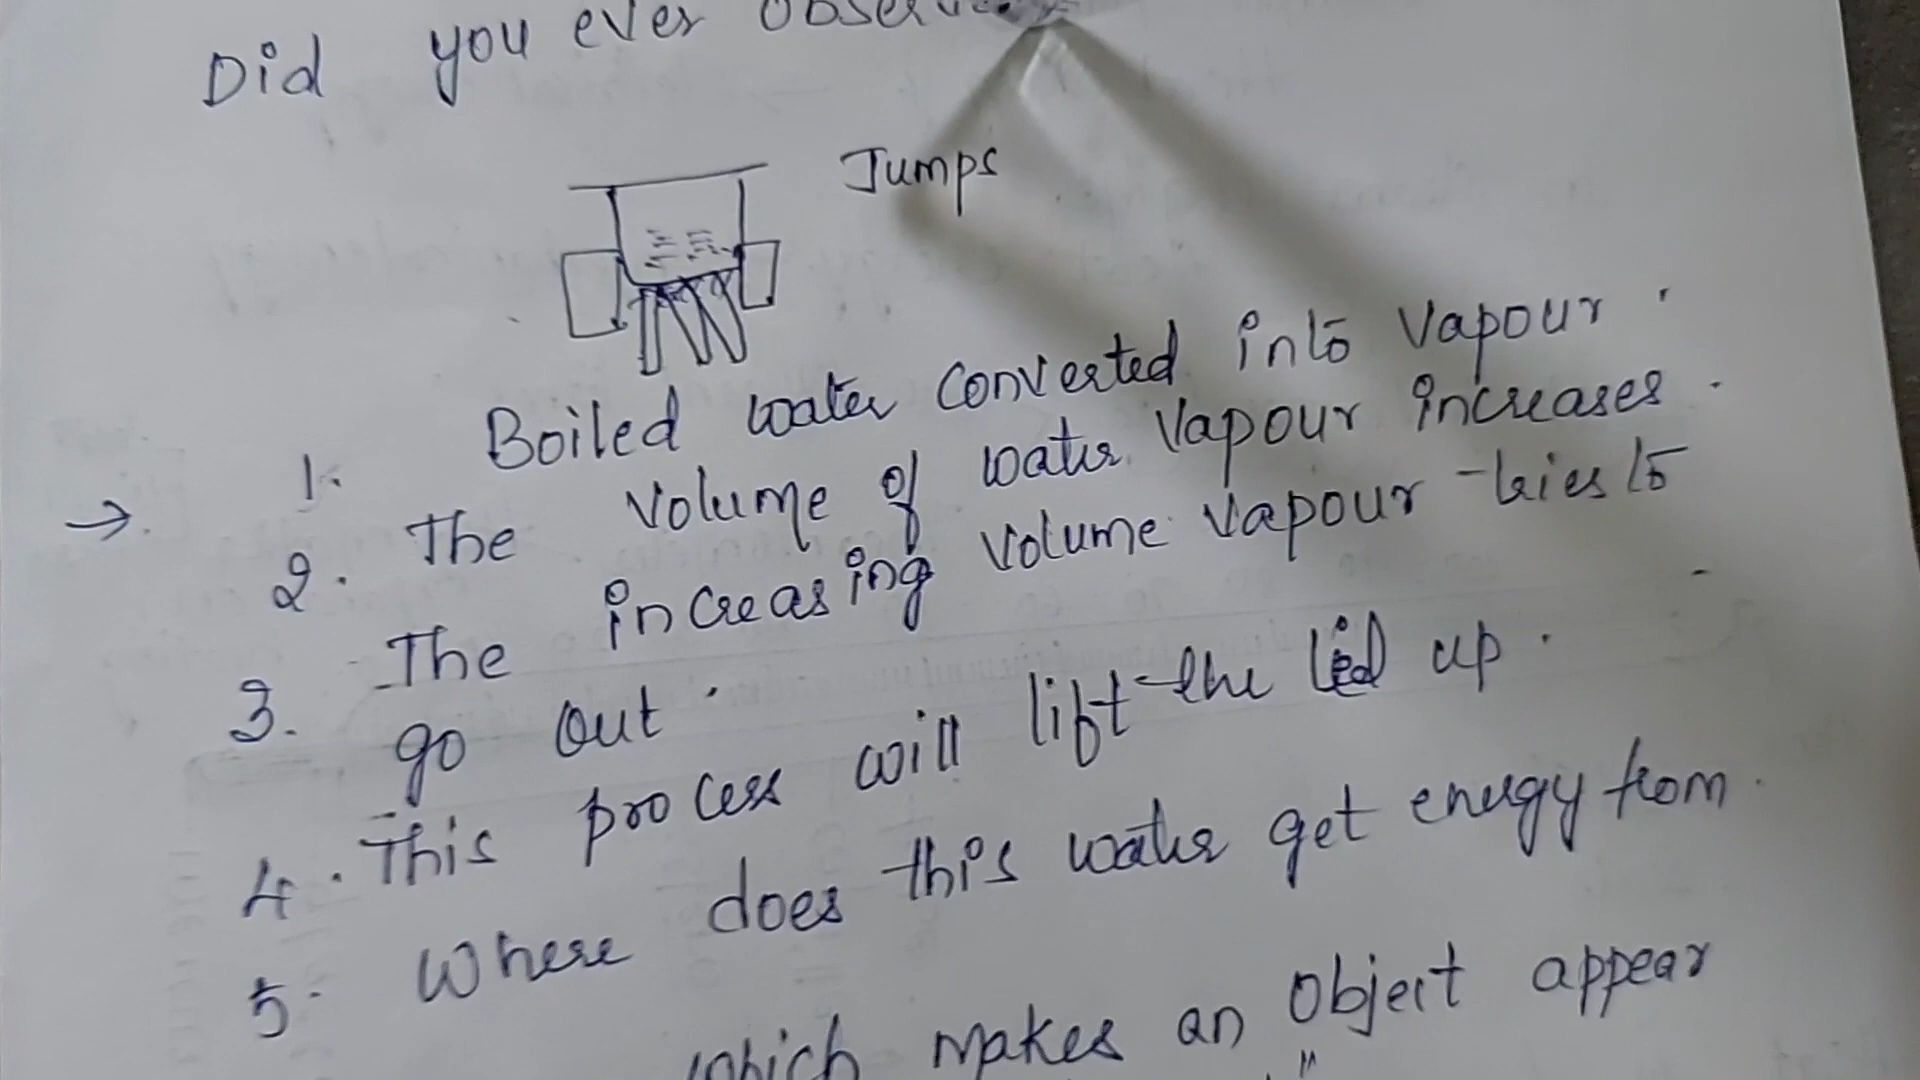 Did you ever
Jumps
1. Boiled water converted into vapour.
→ 2. The volume of water vapour increases.
3. The increasing volume vapour tries to
go out.
4. This process will lift the lid up.
5. Where does this water get energy from.
which makes an object appear